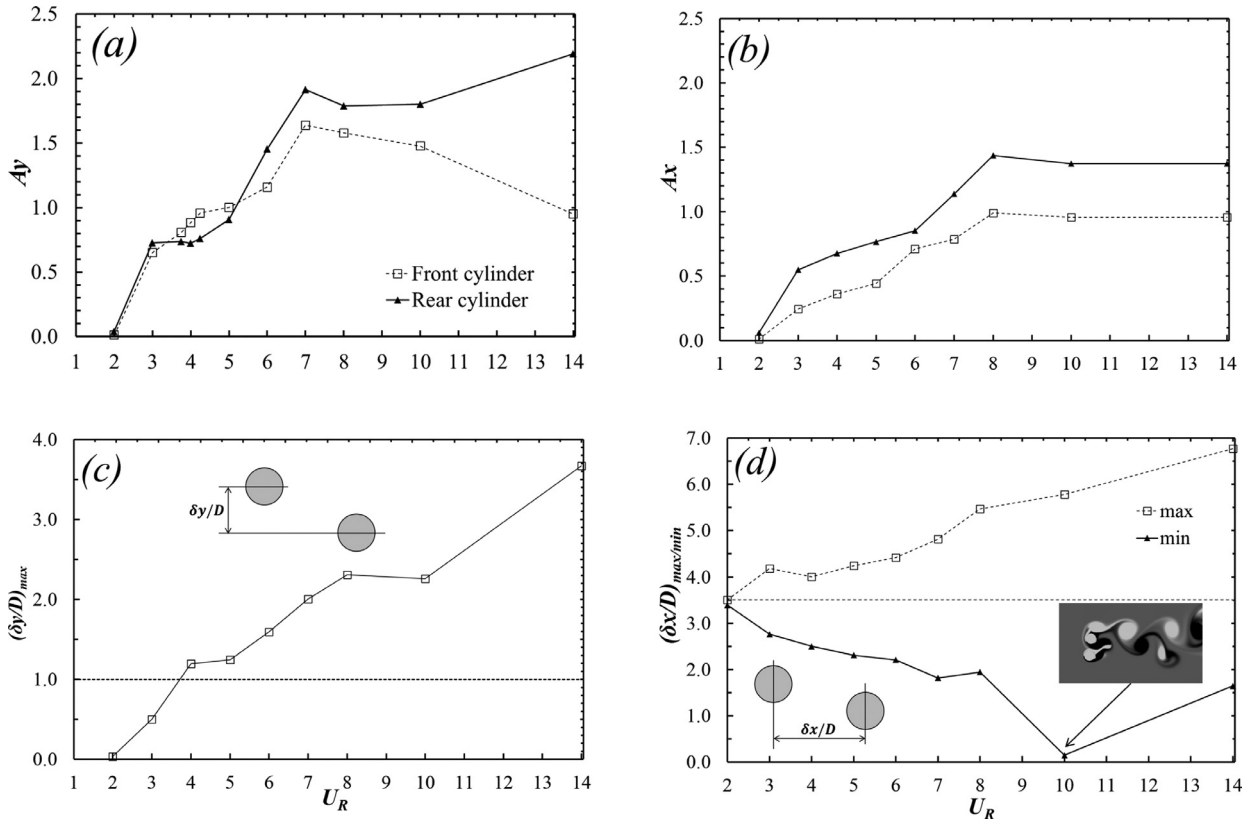 (a)
Ay
2.5
2.0
1.5
1.0
0.5
0.0
1 2 3 4 5 6 7 8 9 10 11 12 13 14
Front cylinder
Rear cylinder
(b)
Ax
2.5
2.0
1.5
1.0
0.5
0.0
1 2 3 4 5 6 7 8 9 10 11 12 13 14
(c)
(δy/D)max
4.0
3.0
2.0
1.0
0.0
δy/D
1 2 3 4 5 6 7 8 9 10 11 12 13 14
UR
(d)
(δx/D)max/min
7.0
6.0
5.0
4.0
3.0
2.0
1.0
0.0
max
min
δx/D
2 3 4 5 6 7 8 9 10 11 12 13 14
UR